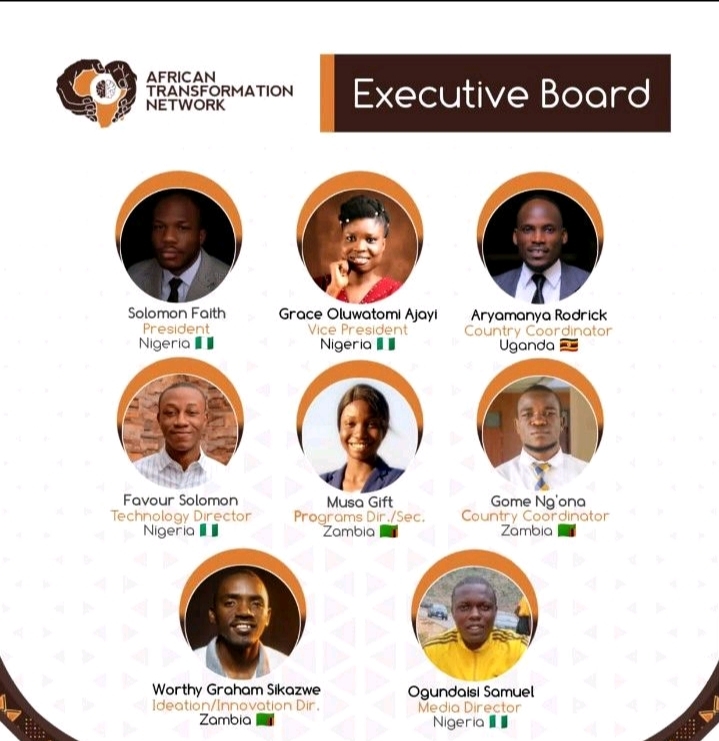 AFRICAN
TRANSFORMATION
NETWORK
Executive Board
Solomon Faith
President
Nigeria
Grace Oluwatomi Ajayi
Vice President
Nigeria
Aryamanya Rodrick
Country Coordinator
Uganda
Favour Solomon
Technology Director
Nigeria
Musa Gift
Programs Dir./Sec.
Zambia
Gome Ng'ona
Country Coordinator
Zambia
Worthy Graham Sikazwe
Ideation/Innovation Dir.
Zambia
Ogundaisi Samuel
Media Director
Nigeria